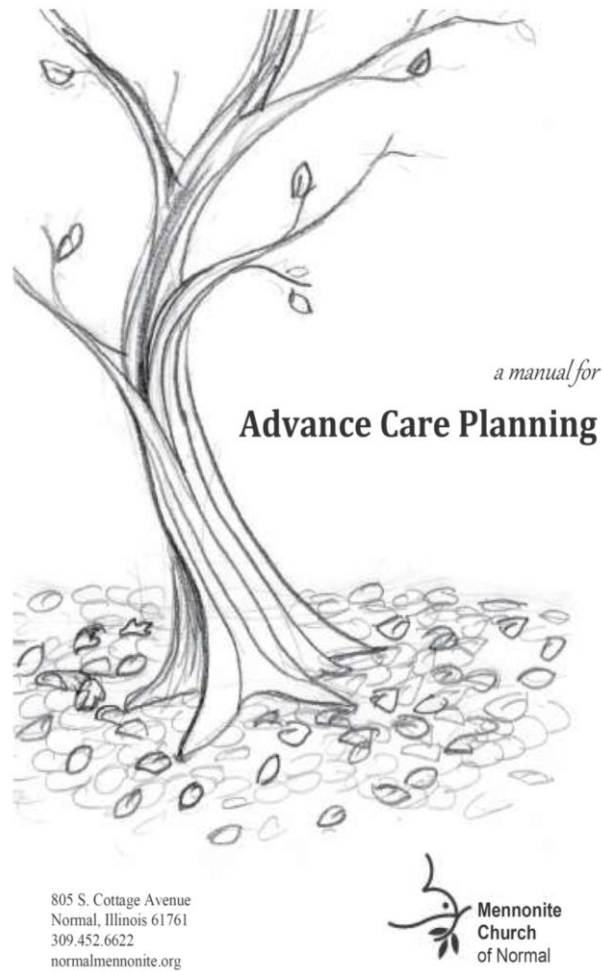 a manual for
Advance Care Planning
805 S. Cottage Avenue
Normal, Illinois 61761
309.452.6622
normalmennonite.org
Mennonite
Church
of Normal